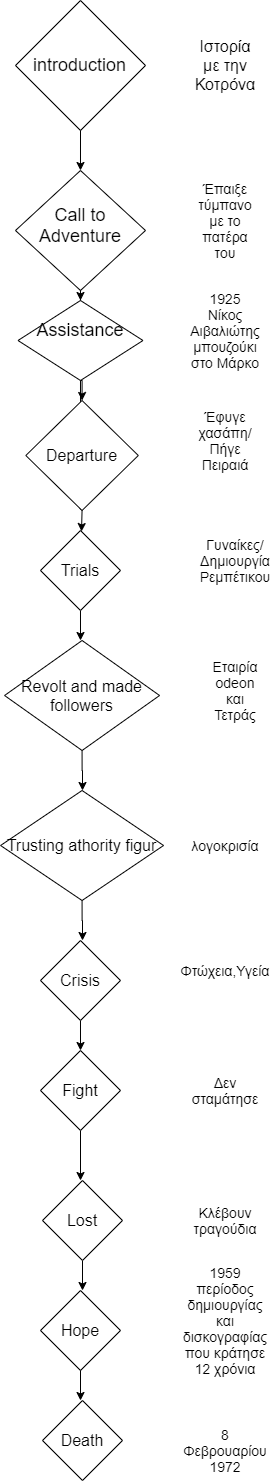 introduction
Ιστορία
με την
Κοτρόνα
Call to
Adventure
Έπαιξε
τύμπανο
με το
πατέρα
του
Assistance
1925
Νίκος
Αιβαλιώτης
μπουζούκι
στο Μάρκο
Departure
Έφυγε
χασάπη/
Πήγε
Πειραιά
Trials
Γυναίκες/
Δημιουργία
Ρεμπέτικου
Revolt and made
followers
Εταιρία
odeon
και
Τετράς
Trusting athority figur
λογοκρισία
Crisis
Φτώχεια,Υγεία
Fight
Δεν
σταμάτησε
Lost
Κλέβουν
τραγούδια
Hope
1959
περίοδος
δημιουργίας
και
δισκογραφίας
που κράτησε
12 χρόνια
Death
8
Φεβρουαρίου
1972